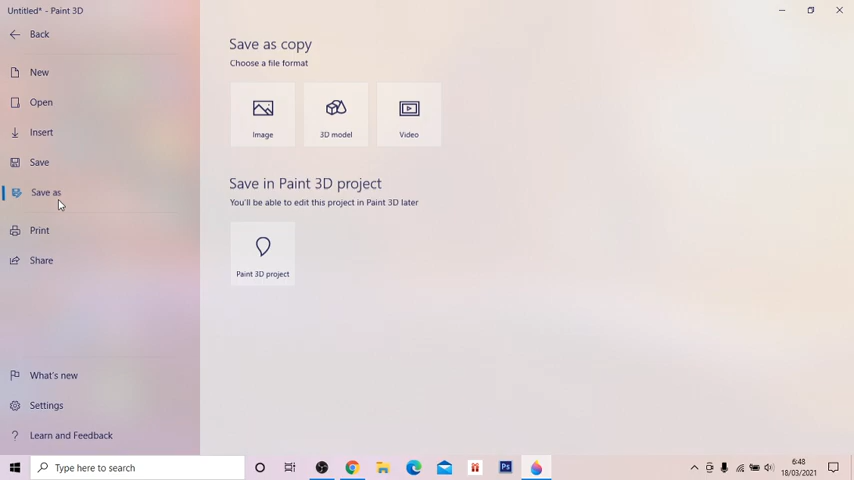 Untitled* - Paint 3D
Back
New
Open
Insert
Save
Save as
Print
Share
What's new
Settings
Learn and Feedback
Save as copy
Choose a file format
Image
3D model
Video
Save in Paint 3D project
You'll be able to edit this project in Paint 3D later
Paint 3D project
Type here to search
Ps
6:48
18/03/2021